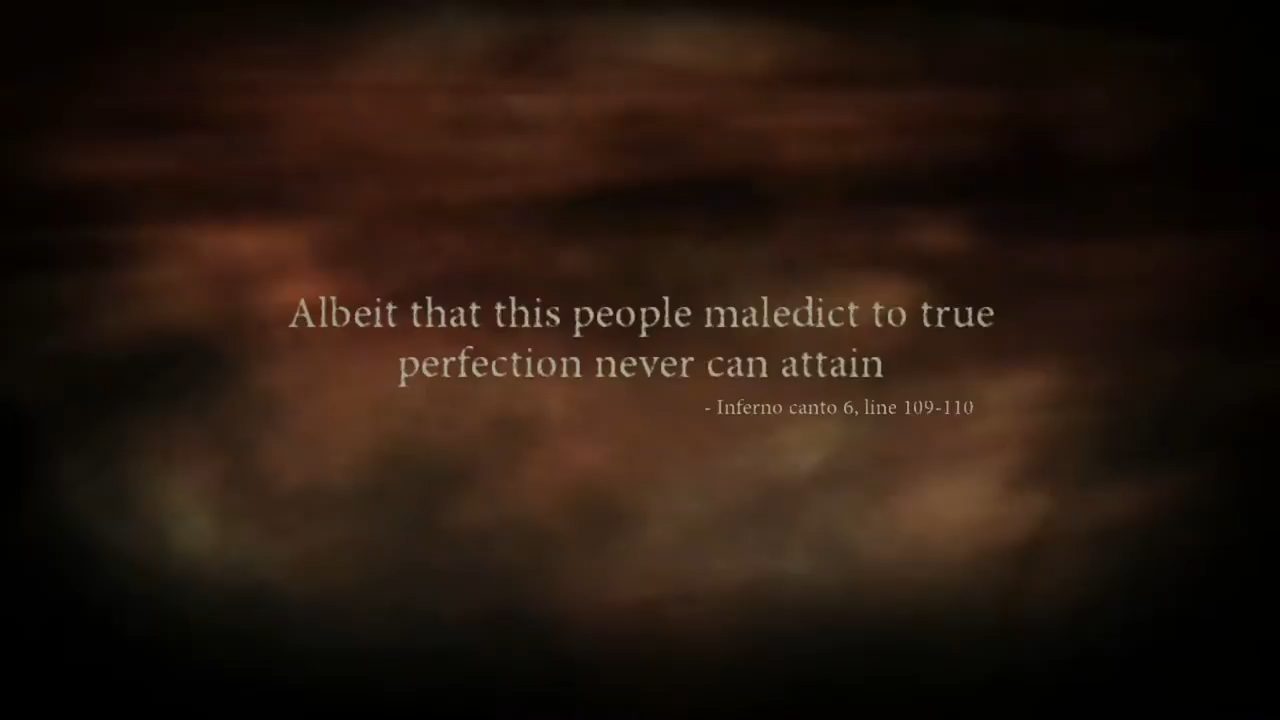 Albeit that this people maledict to true
perfection never can attain
- Inferno canto 6, line 109-110